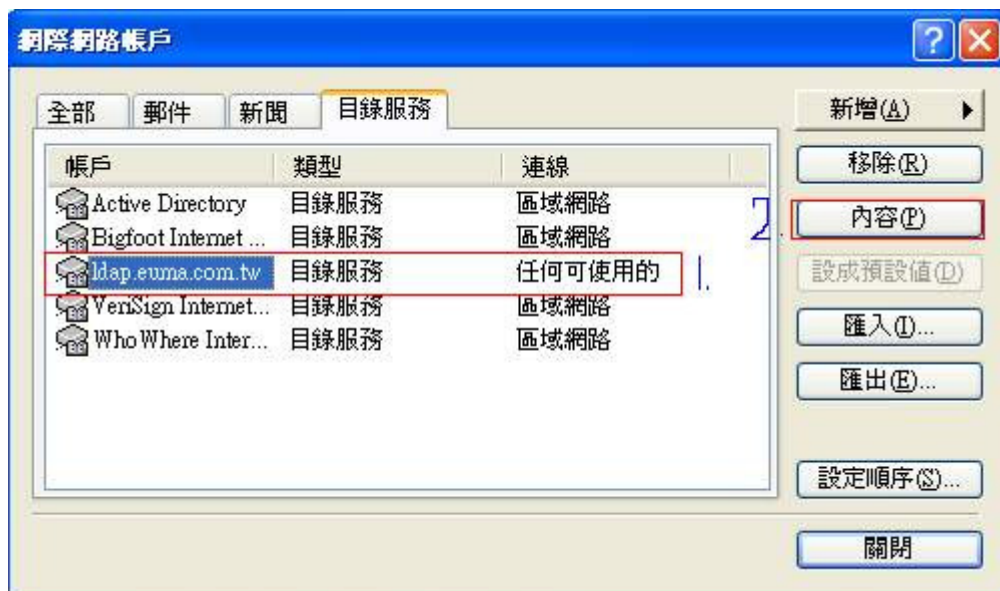 網際網路帳戶
全部 郵件 新聞 目錄服務
新增(A)
帳戶 類型 連線
移除(R)
Active Directory 目錄服務 區域網路
2. 內容(P)
Bigfoot Internet ... 目錄服務 區域網路
ldap.euma.com.tw 目錄服務 任何可使用的 1.
設成預設值(D)
VeriSign Internet... 目錄服務 區域網路
匯入(I)...
WhoWhere Inter... 目錄服務 區域網路
匯出(E)...
設定順序(S)...
關閉